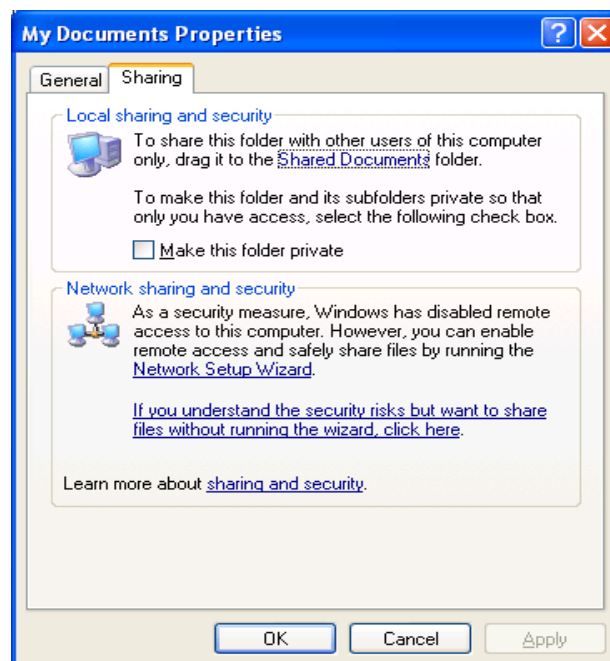 My Documents Properties
General
Sharing
Local sharing and security
To share this folder with other users of this computer
only, drag it to the Shared Documents folder.
To make this folder and its subfolders private so that
only you have access, select the following check box.
Make this folder private
Network sharing and security
As a security measure, Windows has disabled remote
access to this computer. However, you can enable
remote access and safely share files by running the
Network Setup Wizard.
If you understand the security risks but want to share
files without running the wizard, click here.
Learn more about sharing and security.
OK
Cancel
Apply